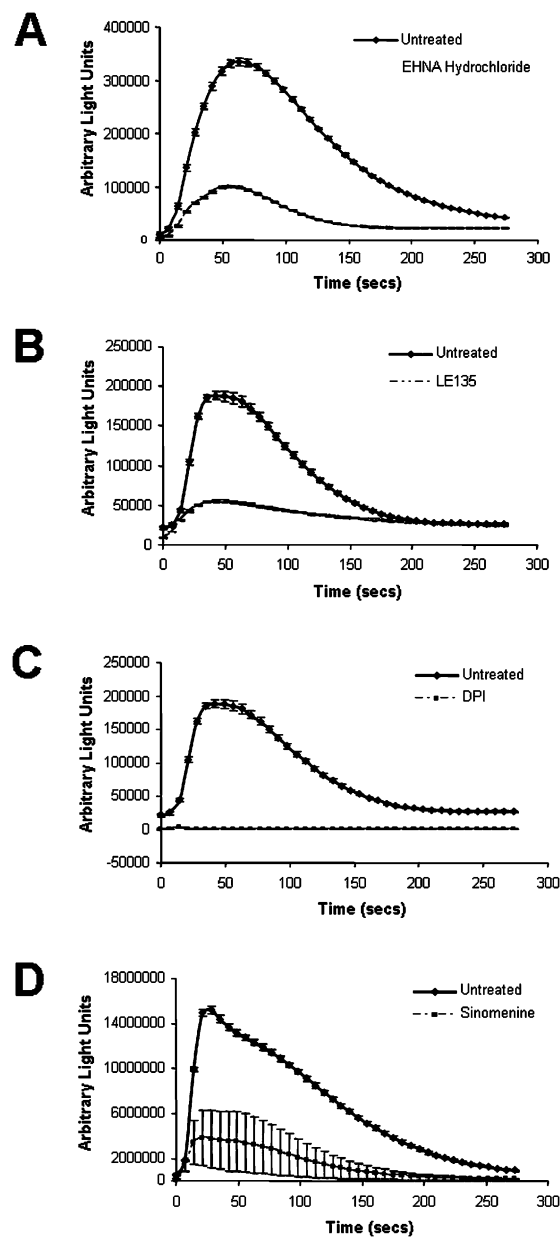 A
400000
300000
200000
100000
0
Arbitrary Light Units
0 50 100 150 200 250 300
Time (secs)
Untreated
EHNA Hydrochloride
B
250000
200000
150000
100000
50000
0
Arbitrary Light Units
0 50 100 150 200 250 300
Time (secs)
Untreated
LE135
C
250000
200000
150000
100000
50000
0
-50000
Arbitrary Light Units
0 50 100 150 200 250 300
Time (secs)
Untreated
DPI
D
18000000
14000000
10000000
6000000
2000000
0
Arbitrary Light Units
0 50 100 150 200 250 300
Time (secs)
Untreated
Sinomenine